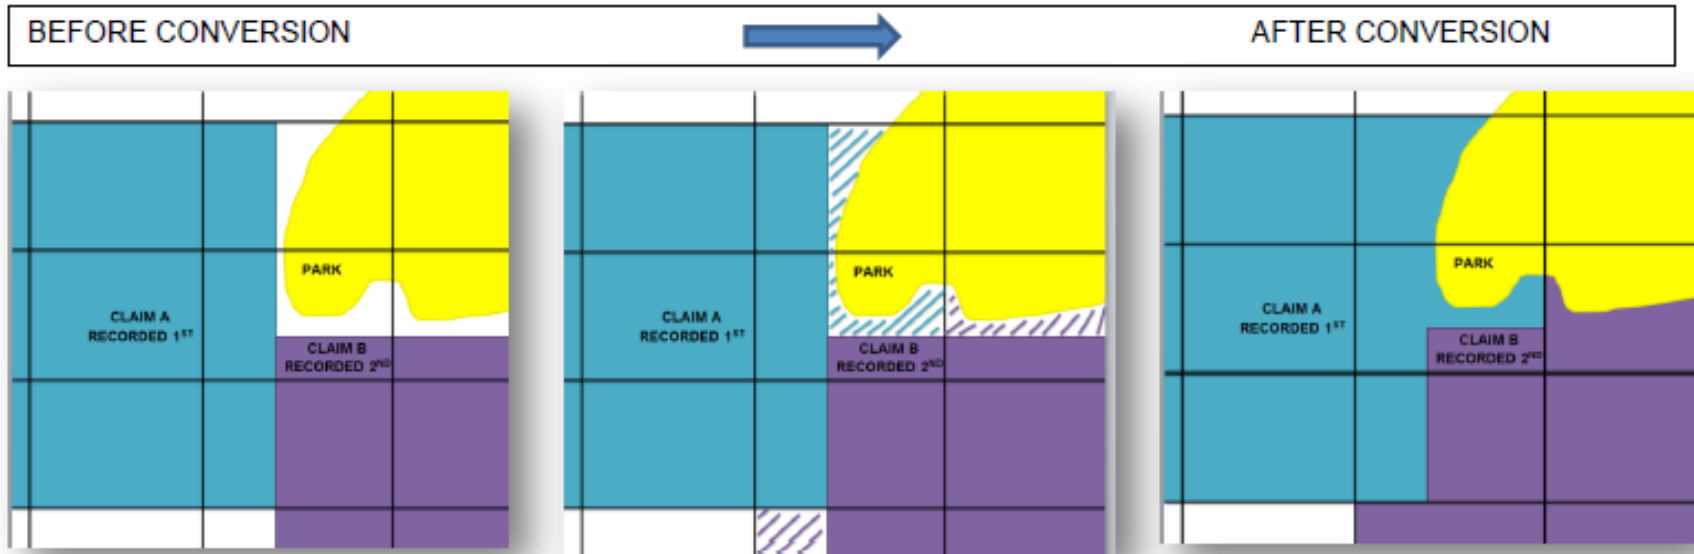 BEFORE CONVERSION
AFTER CONVERSION
PARK
CLAIM A
RECORDED 1ST
CLAIM B
RECORDED 2ND
PARK
CLAIM A
RECORDED 1ST
CLAIM B
RECORDED 2ND
PARK
CLAIM A
RECORDED 1ST
CLAIM B
RECORDED 2ND